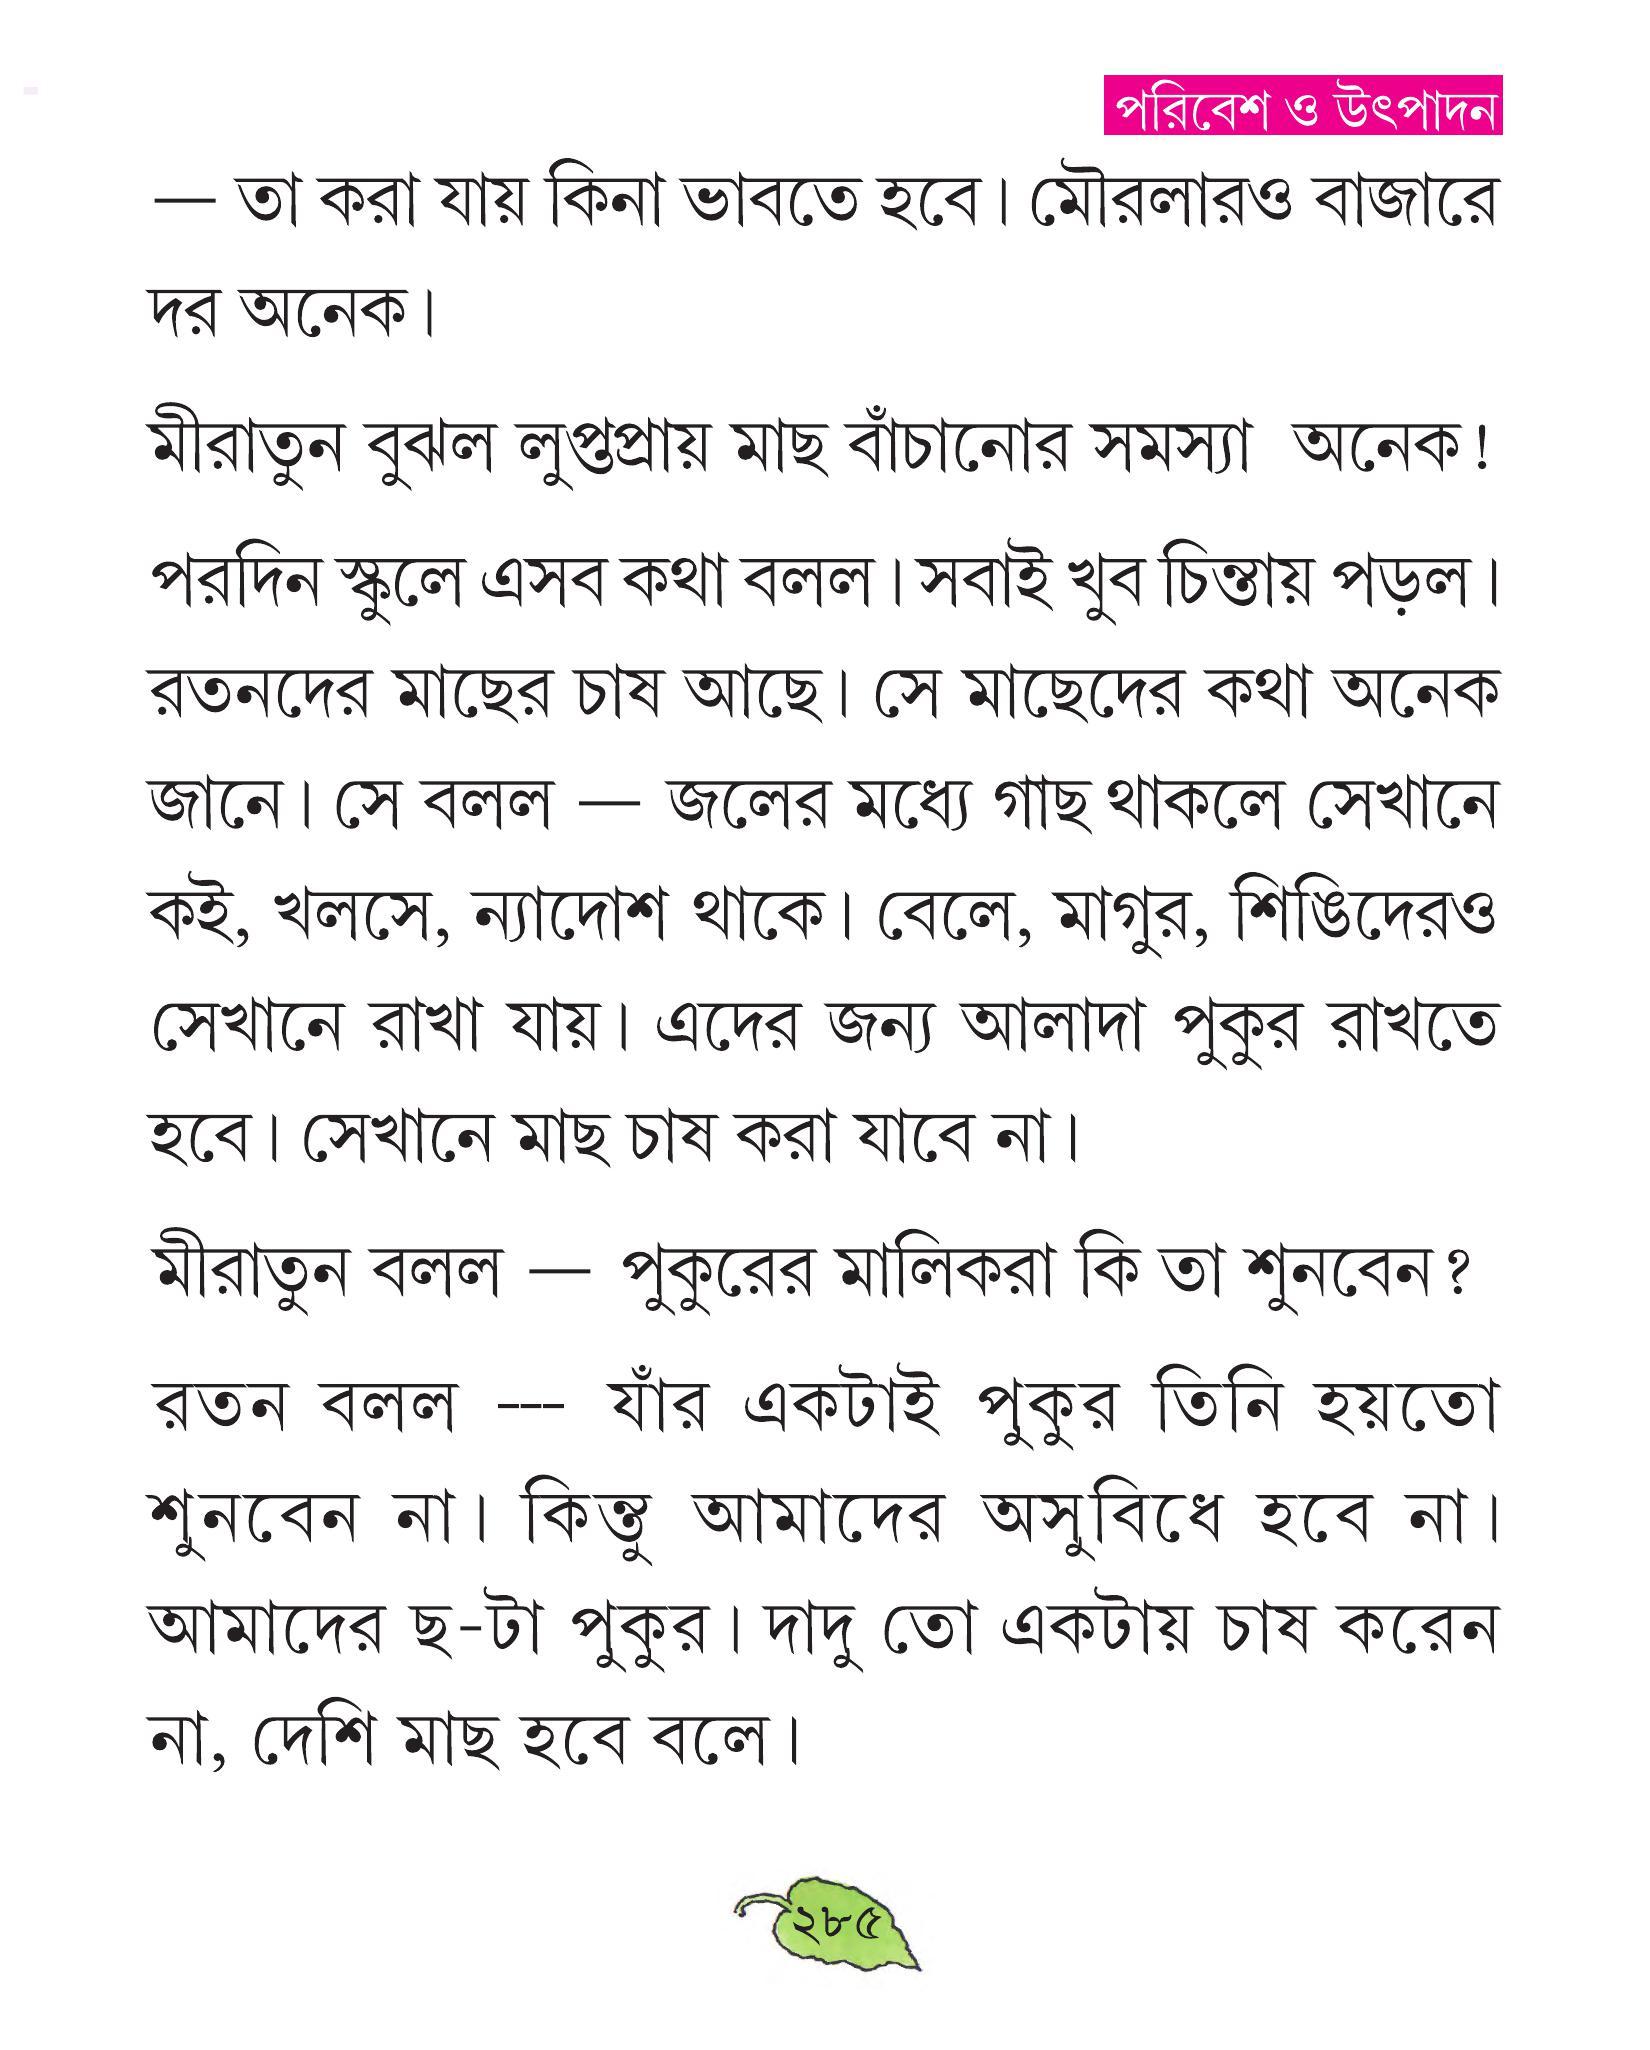 পরিবেশ ও উৎপাদন
— তা করা যায় কিনা ভাবতে হবে। মৌরলারও বাজারে
দর অনেক।
মীরাতুন বুঝল লুপ্তপ্রায় মাছ বাঁচানোর সমস্যা অনেক!
পরদিন স্কুলে এসব কথা বলল। সবাই খুব চিন্তায় পড়ল।
রতনদের মাছের চাষ আছে। সে মাছেদের কথা অনেক
জানে। সে বলল — জলের মধ্যে গাছ থাকলে সেখানে
কই, খলসে, ন্যাদোশ থাকে। বেলে, মাগুর, শিঙিদেরও
সেখানে রাখা যায়। এদের জন্য আলাদা পুকুর রাখতে
হবে। সেখানে মাছ চাষ করা যাবে না।
মীরাতুন বলল — পুকুরের মালিকরা কি তা শুনবেন?
রতন বলল --- যাঁর একটাই পুকুর তিনি হয়তো
শুনবেন না। কিন্তু আমাদের অসুবিধে হবে না।
আমাদের ছ-টা পুকুর। দাদু তো একটায় চাষ করেন
না, দেশি মাছ হবে বলে।
২৮৫